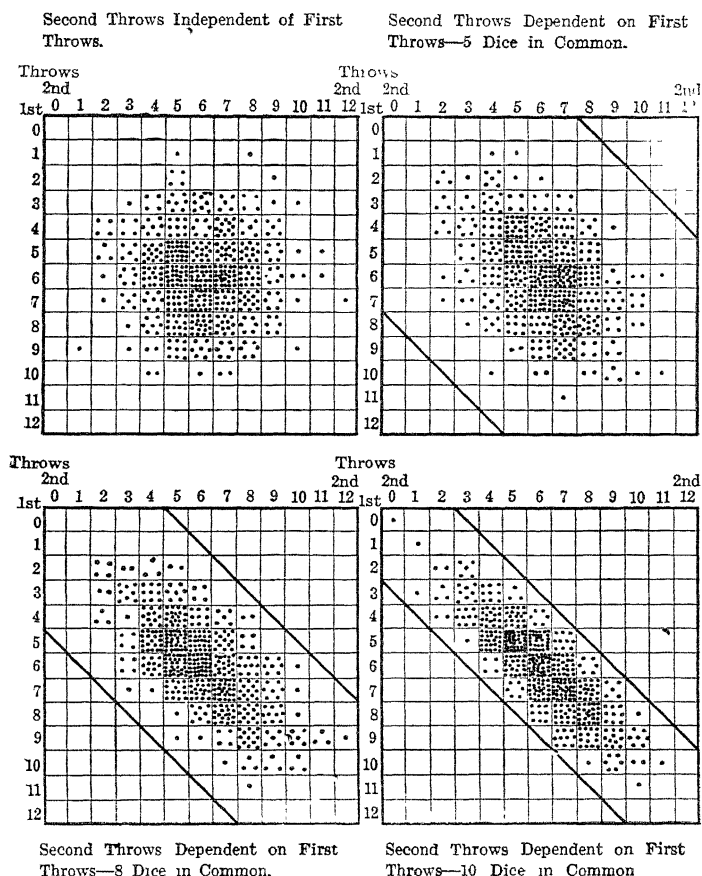 Second Throws Independent of First
Throws.
Second Throws Dependent on First
Throws—5 Dice in Common.
Throws
2nd
1st 0 1 2 3 4 5 6 7 8 9 10 11 12
0
1
2
3
4
5
6
7
8
9
10
11
12
Throws
2nd 2nd
1st 0 1 2 3 4 5 6 7 8 9 10 11
0
1
2
3
4
5
6
7
8
9
10
11
12
Throws
2nd 2nd
1st 0 1 2 3 4 5 6 7 8 9 10 11 12
0
1
2
3
4
5
6
7
8
9
10
11
12
Throws
2nd 2nd
1st 0 1 2 3 4 5 6 7 8 9 10 11 12
0
1
2
3
4
5
6
7
8
9
10
11
12
Second Throws Dependent on First
Throws—8 Dice in Common.
Second Throws Dependent on First
Throws—10 Dice in Common